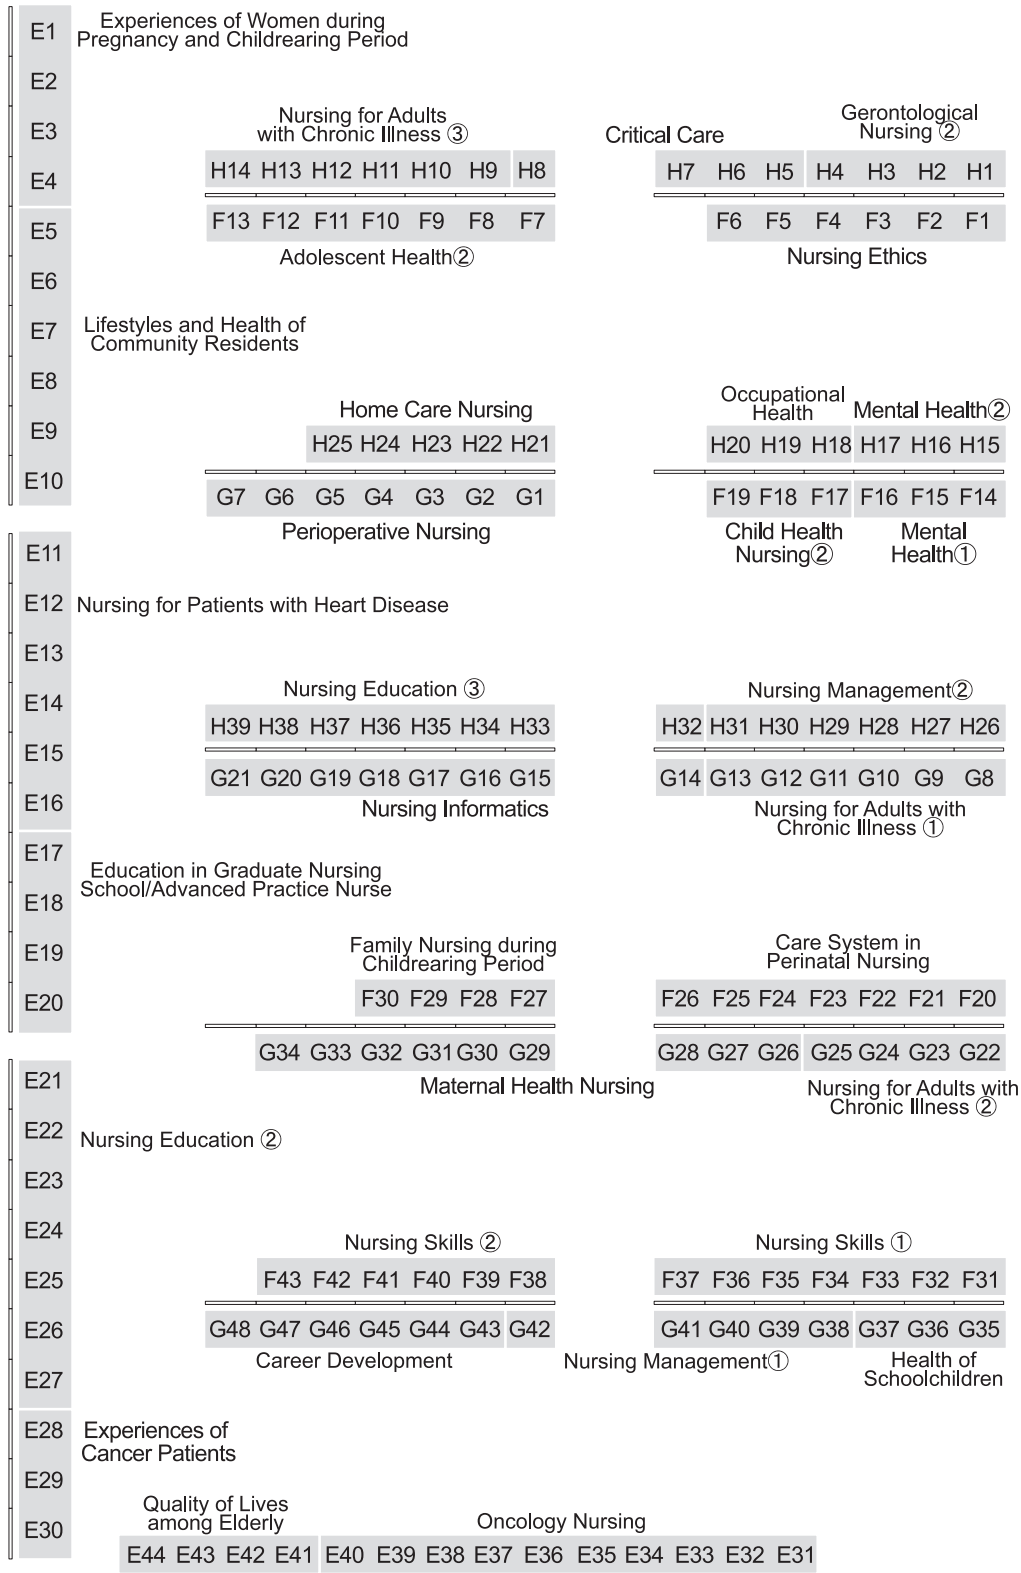 E1
Experiences of Women during
Pregnancy and Childrearing Period
E2
E3
E4
Nursing for Adults
with Chronic Illness ③
Critical Care
Gerontological
Nursing ②
H14 H13 H12 H11 H10 H9 H8
H7 H6 H5 H4 H3 H2 H1
F13 F12 F11 F10 F9 F8 F7
F6 F5 F4 F3 F2 F1
Adolescent Health②
Nursing Ethics
E5
E6
E7
Lifestyles and Health of
Community Residents
E8
E9
E10
Home Care Nursing
Occupational
Health
Mental Health②
H25 H24 H23 H22 H21
H20 H19 H18 H17 H16 H15
G7 G6 G5 G4 G3 G2 G1
F19 F18 F17 F16 F15 F14
Perioperative Nursing
Child Health
Nursing②
Mental
Health①
E11
E12
Nursing for Patients with Heart Disease
E13
E14
E15
E16
Nursing Education ③
Nursing Management②
H39 H38 H37 H36 H35 H34 H33
H32 H31 H30 H29 H28 H27 H26
G21 G20 G19 G18 G17 G16 G15
G14 G13 G12 G11 G10 G9 G8
Nursing Informatics
Nursing for Adults with
Chronic Illness ①
E17
Education in Graduate Nursing
School/Advanced Practice Nurse
E18
E19
E20
Family Nursing during
Childrearing Period
Care System in
Perinatal Nursing
F30 F29 F28 F27
F26 F25 F24 F23 F22 F21 F20
G34 G33 G32 G31 G30 G29
G28 G27 G26 G25 G24 G23 G22
Maternal Health Nursing
Nursing for Adults with
Chronic Illness ②
E21
E22
Nursing Education ②
E23
E24
E25
E26
E27
Nursing Skills ②
Nursing Skills ①
F43 F42 F41 F40 F39 F38
F37 F36 F35 F34 F33 F32 F31
G48 G47 G46 G45 G44 G43 G42
G41 G40 G39 G38 G37 G36 G35
Career Development
Nursing Management①
Health of
Schoolchildren
E28
Experiences of
Cancer Patients
E29
E30
Quality of Lives
among Elderly
Oncology Nursing
E44 E43 E42 E41 E40 E39 E38 E37 E36 E35 E34 E33 E32 E31